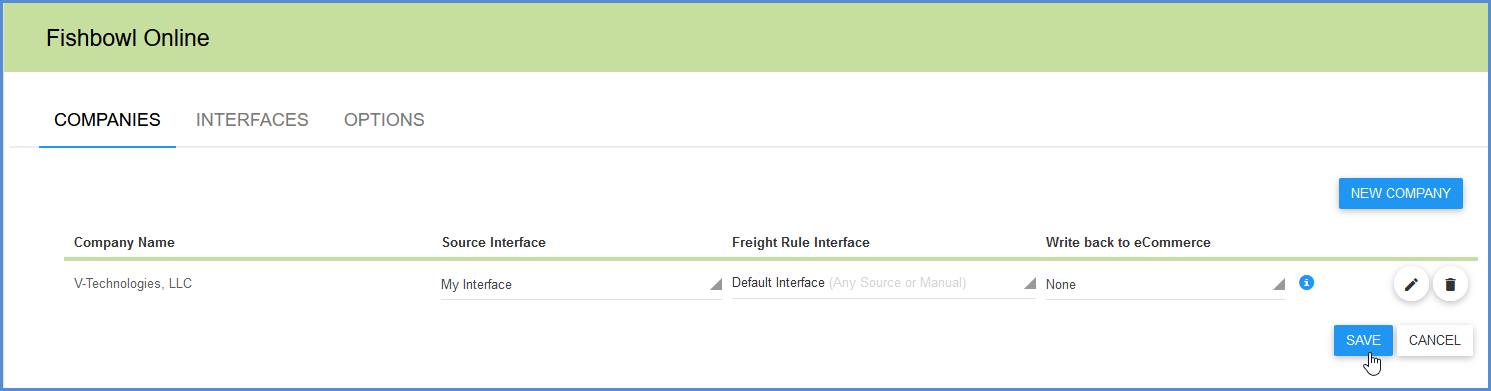 Fishbowl Online
COMPANIES INTERFACES OPTIONS
NEW COMPANY
Company Name Source Interface Freight Rule Interface Write back to eCommerce
V-Technologies, LLC My Interface Default Interface (Any Source or Manual) None
SAVE CANCEL